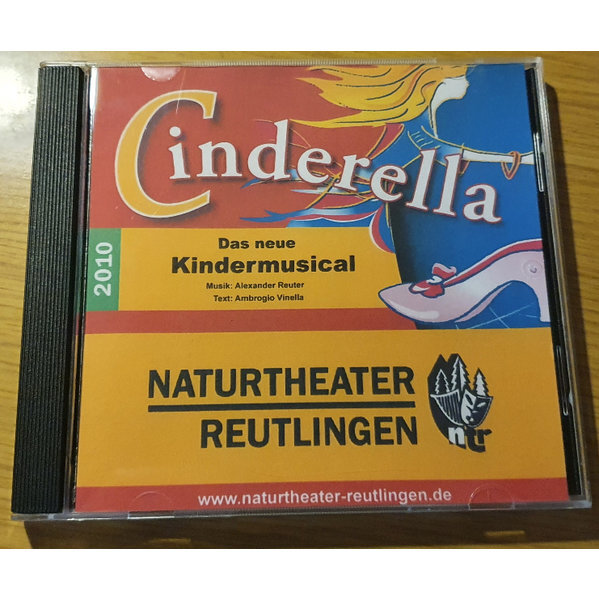 Cinderella
2010
Das neue
Kindermusical
Musik: Alexander Reuter
Text: Ambrogio Vinella
NATURTHEATER
REUTLINGEN
ntr
www.naturtheater-reutlingen.de